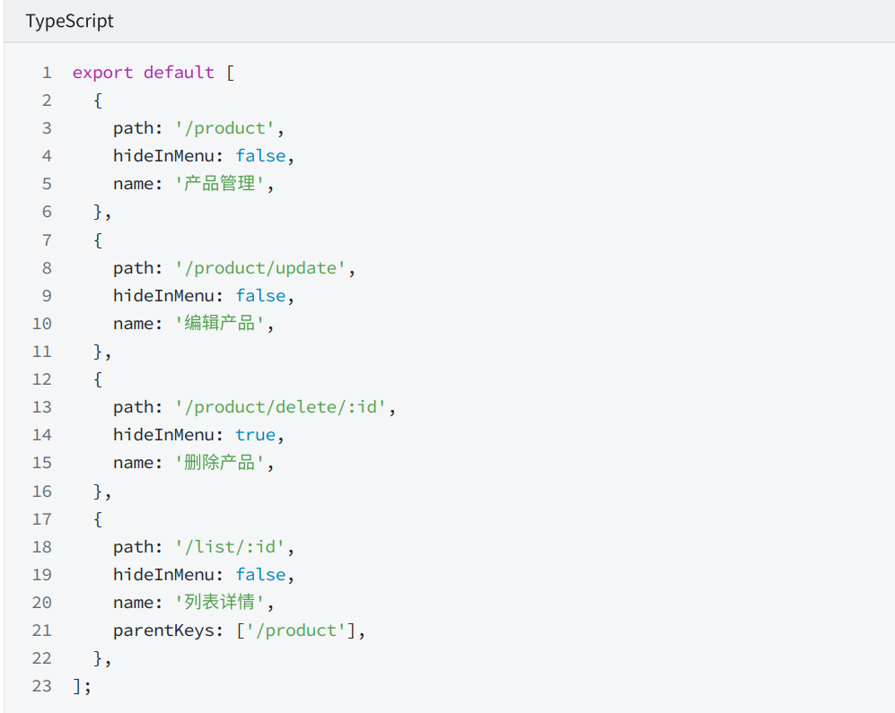 TypeScript
1 export default [
2   {
3     path: '/product',
4     hideInMenu: false,
5     name: '产品管理',
6   },
7   {
8     path: '/product/update',
9     hideInMenu: false,
10     name: '编辑产品',
11   },
12   {
13     path: '/product/delete/:id',
14     hideInMenu: true,
15     name: '删除产品',
16   },
17   {
18     path: '/list/:id',
19     hideInMenu: false,
20     name: '列表详情',
21     parentKeys: ['/product'],
22   },
23 ];